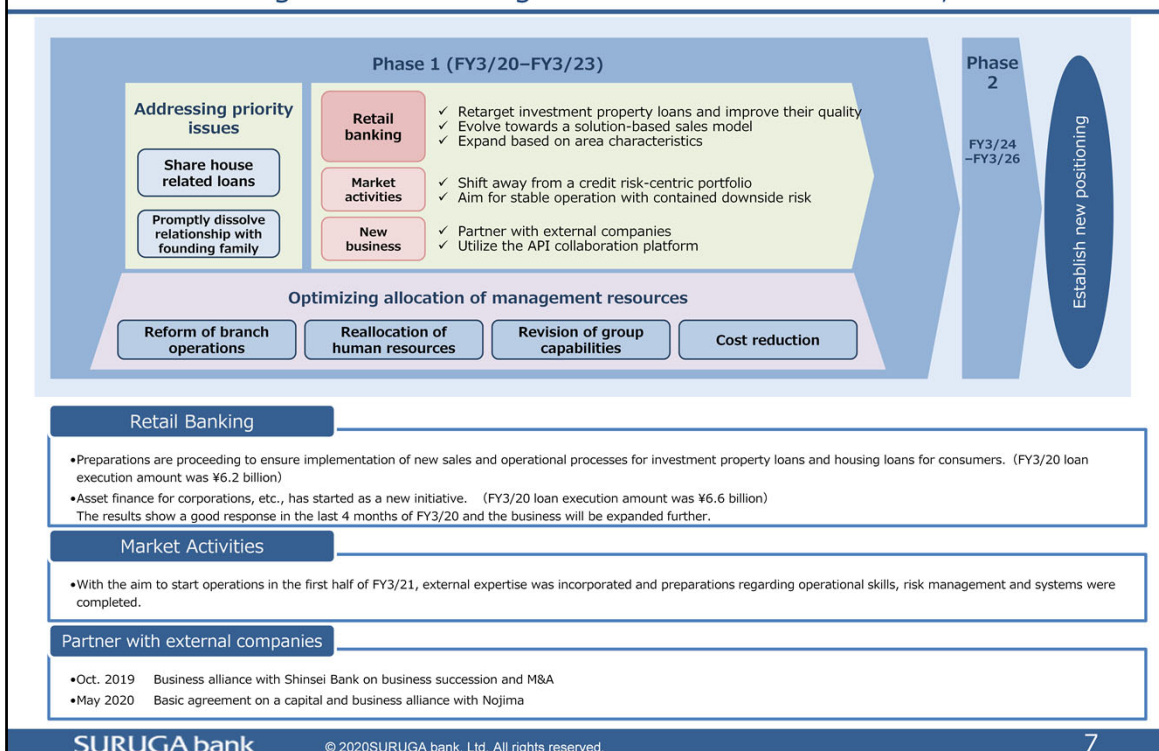 Phase 1 (FY3/20–FY3/23)
Addressing priority
issues
Share house
related loans
Promptly dissolve
relationship with
founding family
Retail
banking
✓ Retarget investment property loans and improve their quality
✓ Evolve towards a solution-based sales model
✓ Expand based on area characteristics
Market
activities
✓ Shift away from a credit risk-centric portfolio
✓ Aim for stable operation with contained downside risk
New
business
✓ Partner with external companies
✓ Utilize the API collaboration platform
Optimizing allocation of management resources
Reform of branch
operations
Reallocation of
human resources
Revision of group
capabilities
Cost reduction
Phase
2
FY3/24
–FY3/26
Establish new positioning
Retail Banking
•Preparations are proceeding to ensure implementation of new sales and operational processes for investment property loans and housing loans for consumers.（FY3/20 loan
execution amount was ¥6.2 billion）
•Asset finance for corporations, etc., has started as a new initiative. （FY3/20 loan execution amount was ¥6.6 billion）
The results show a good response in the last 4 months of FY3/20 and the business will be expanded further.
Market Activities
•With the aim to start operations in the first half of FY3/21, external expertise was incorporated and preparations regarding operational skills, risk management and systems were
completed.
Partner with external companies
•Oct. 2019 Business alliance with Shinsei Bank on business succession and M&A
•May 2020 Basic agreement on a capital and business alliance with Nojima
SURUGA bank
© 2020SURUGA bank, Ltd. All rights reserved.
7